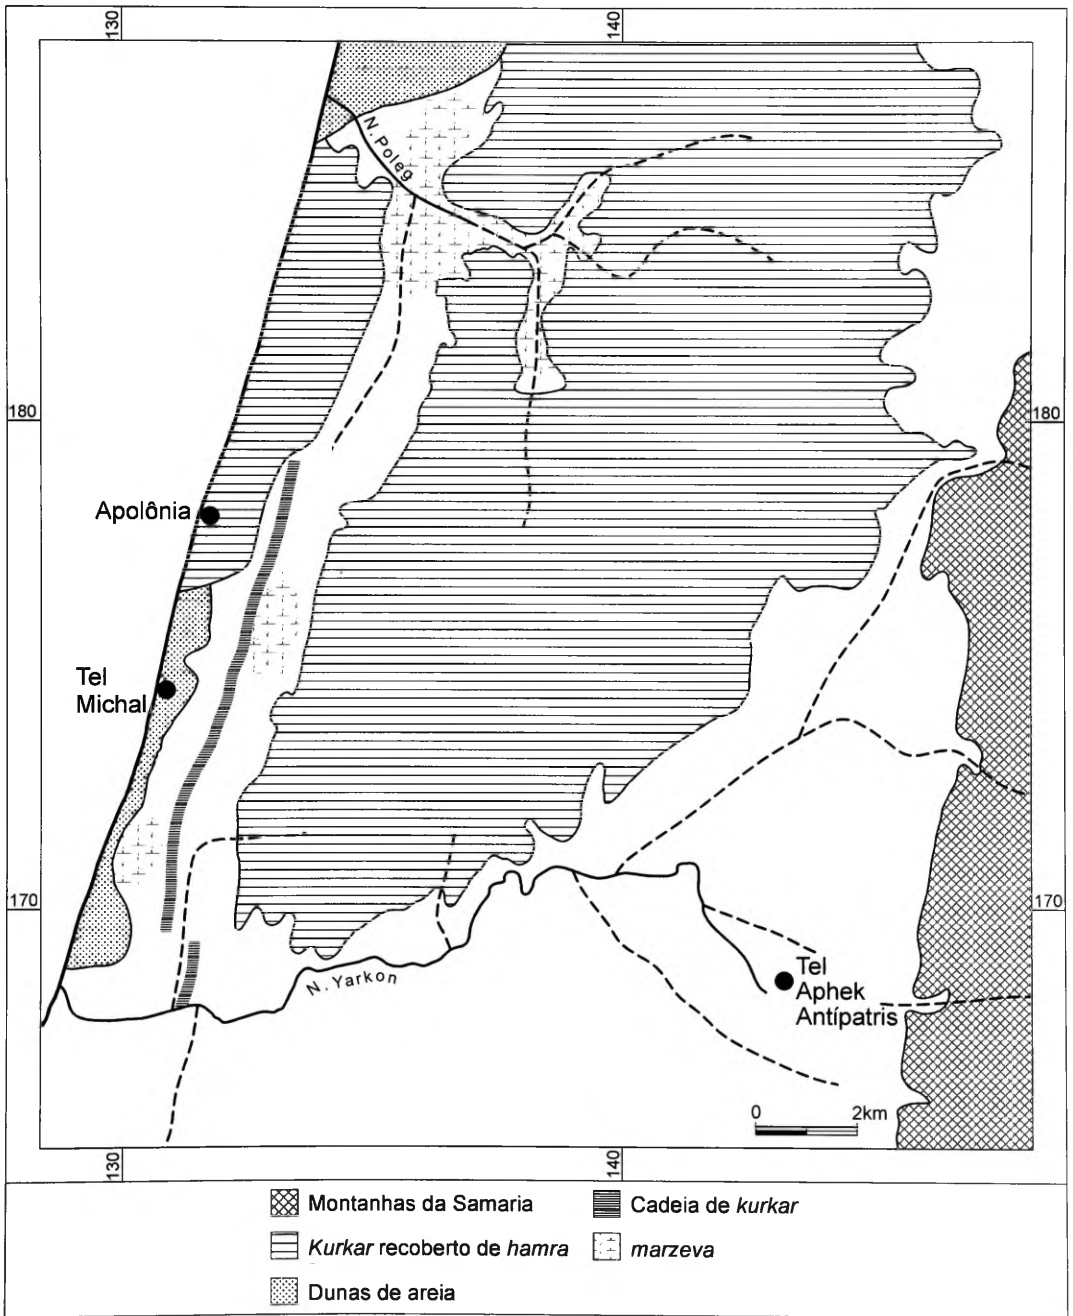 130
140
N. Poleg
180
180
Apolônia
Tel
Michal
170
170
Tel
Aphek
Antípatris
N. Yarkon
0 2km
130
140
Montanhas da Samaria
Cadeia de kurkar
Kurkar recoberto de hamra
marzeva
Dunas de areia